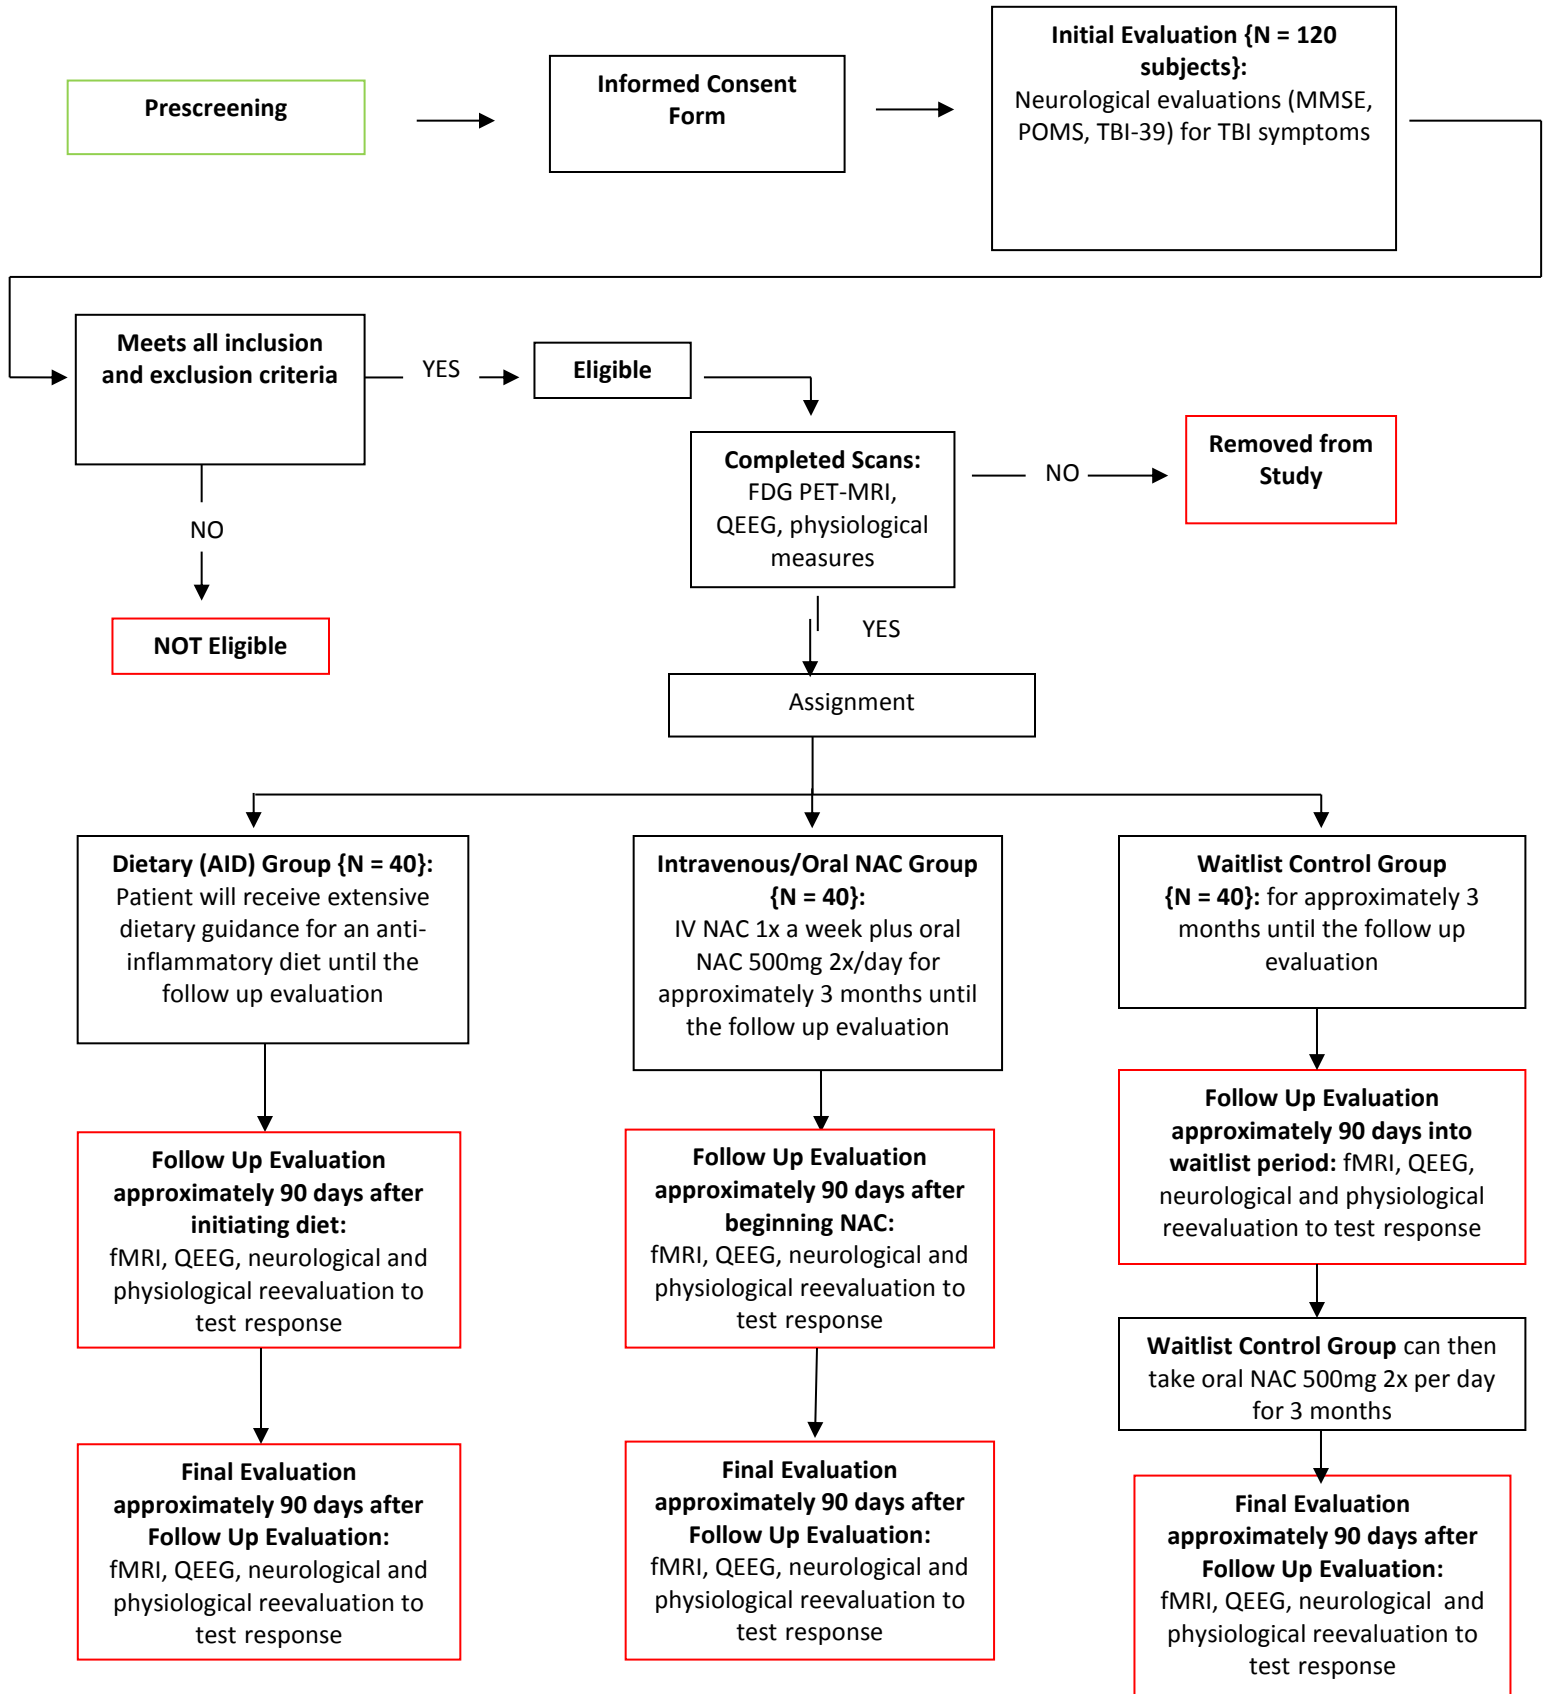 Prescreening
Informed Consent
Form
Initial Evaluation {N = 120
subjects}:
Neurological evaluations (MMSE,
POMS, TBI-39) for TBI symptoms
Meets all inclusion
and exclusion criteria
YES
Eligible
Completed Scans:
FDG PET-MRI,
QEEG, physiological
measures
NO
Removed from
Study
NO
NOT Eligible
YES
Assignment
Dietary (AID) Group {N = 40}:
Patient will receive extensive
dietary guidance for an anti-
inflammatory diet until the
follow up evaluation
Intravenous/Oral NAC Group
{N = 40}:
IV NAC 1x a week plus oral
NAC 500mg 2x/day for
approximately 3 months until
the follow up evaluation
Waitlist Control Group
{N = 40}: for approximately 3
months until the follow up
evaluation
Follow Up Evaluation
approximately 90 days after
initiating diet:
fMRI, QEEG, neurological and
physiological reevaluation to
test response
Follow Up Evaluation
approximately 90 days after
beginning NAC:
fMRI, QEEG, neurological and
physiological reevaluation to
test response
Follow Up Evaluation
approximately 90 days into
waitlist period: fMRI, QEEG,
neurological and physiological
reevaluation to test response
Waitlist Control Group can then
take oral NAC 500mg 2x per day
for 3 months
Final Evaluation
approximately 90 days after
Follow Up Evaluation:
fMRI, QEEG, neurological and
physiological reevaluation to
test response
Final Evaluation
approximately 90 days after
Follow Up Evaluation:
fMRI, QEEG, neurological and
physiological reevaluation to
test response
Final Evaluation
approximately 90 days after
Follow Up Evaluation:
fMRI, QEEG, neurological  and
physiological reevaluation to
test response